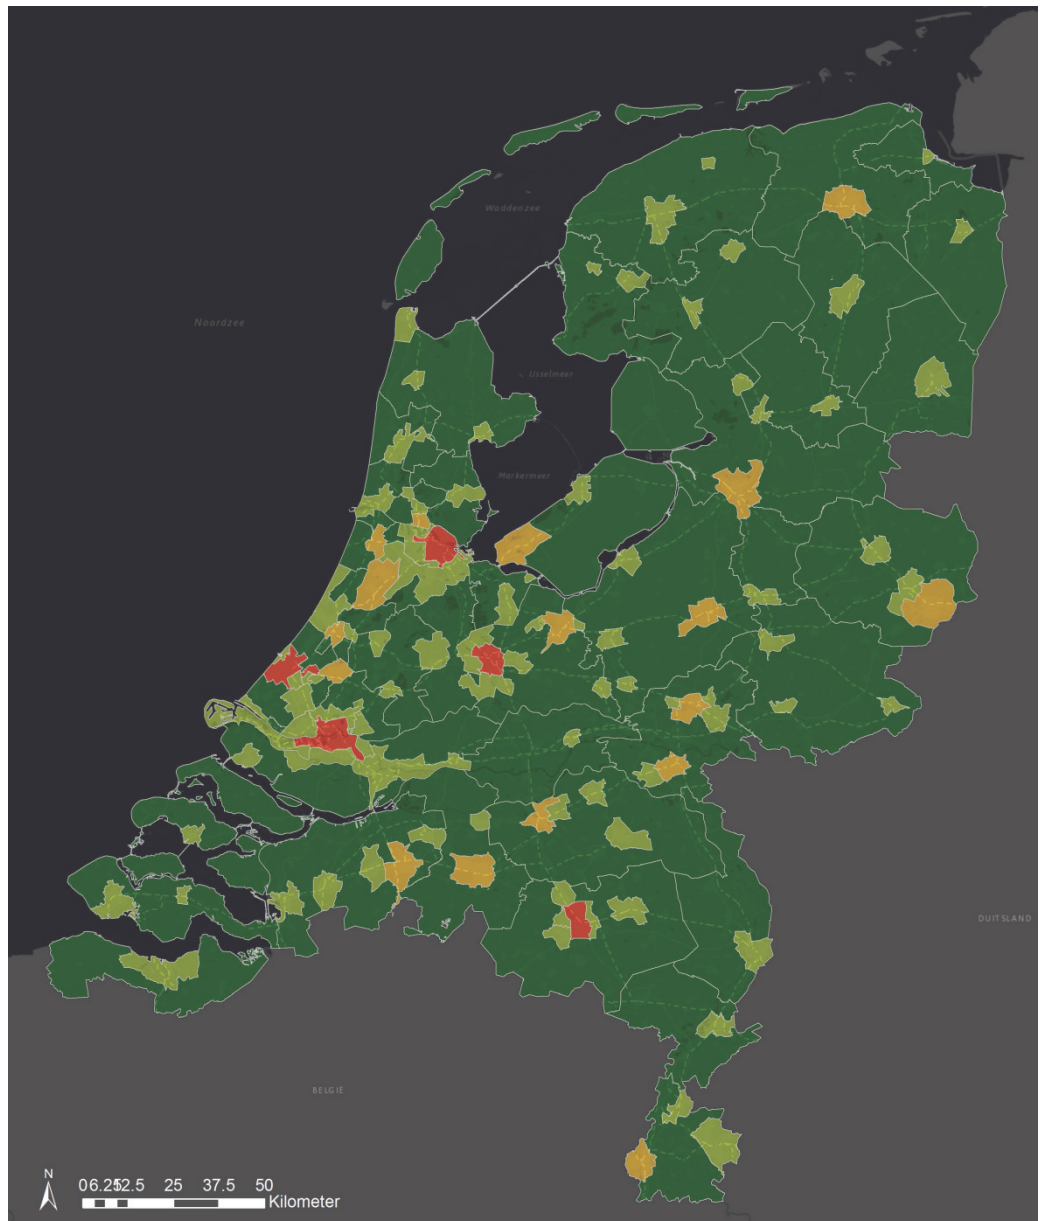 Waddenzee
Noordzee
IJsselmeer
Markermeer
DUITSLAND
BELGIË
N
0 6.25 12.5 25 37.5 50
Kilometer